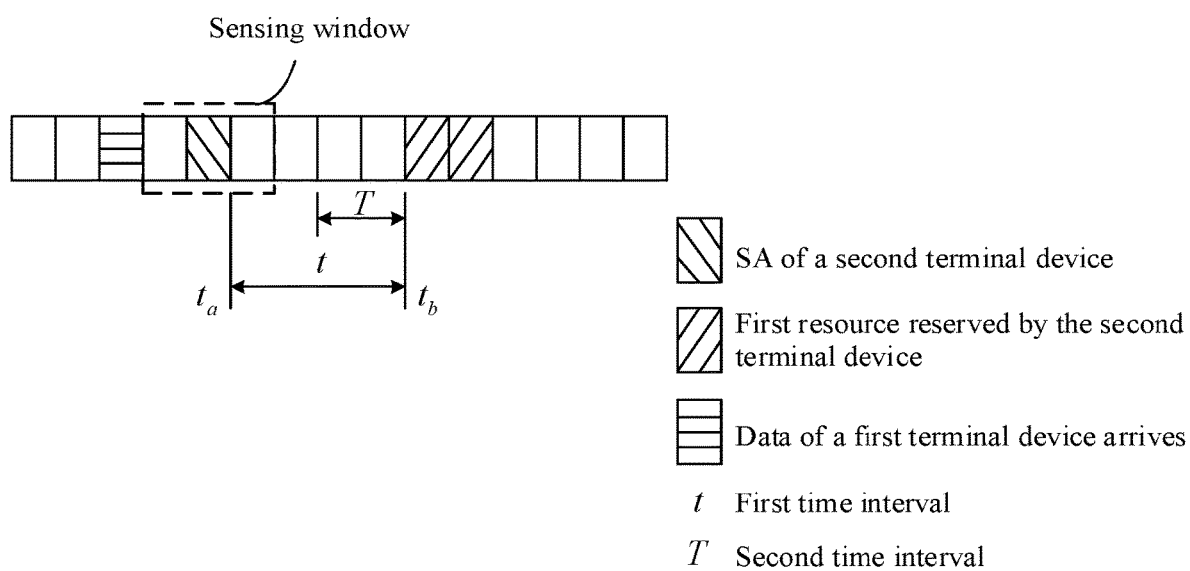 Sensing window
T
t
t_a
t_b
SA of a second terminal device
First resource reserved by the second
terminal device
Data of a first terminal device arrives
t First time interval
T Second time interval